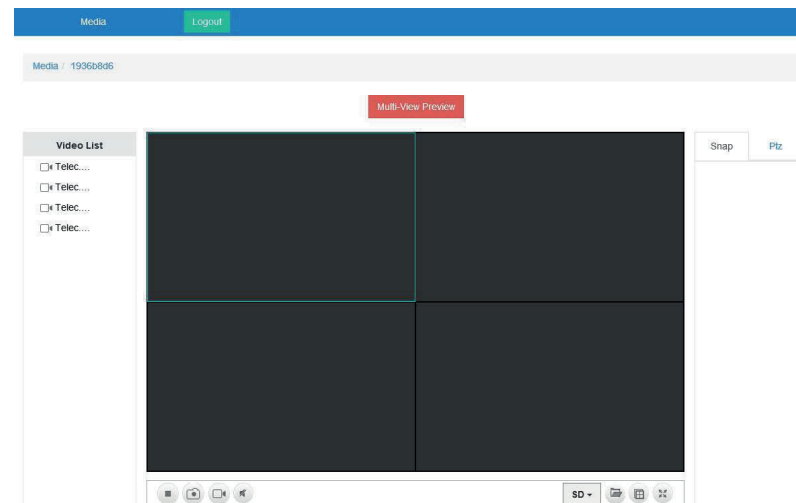 Media Logout
Media / 1936b8d6
Multi-View Preview
Video List
Telec....
Telec....
Telec....
Telec....
Snap Ptz
SD